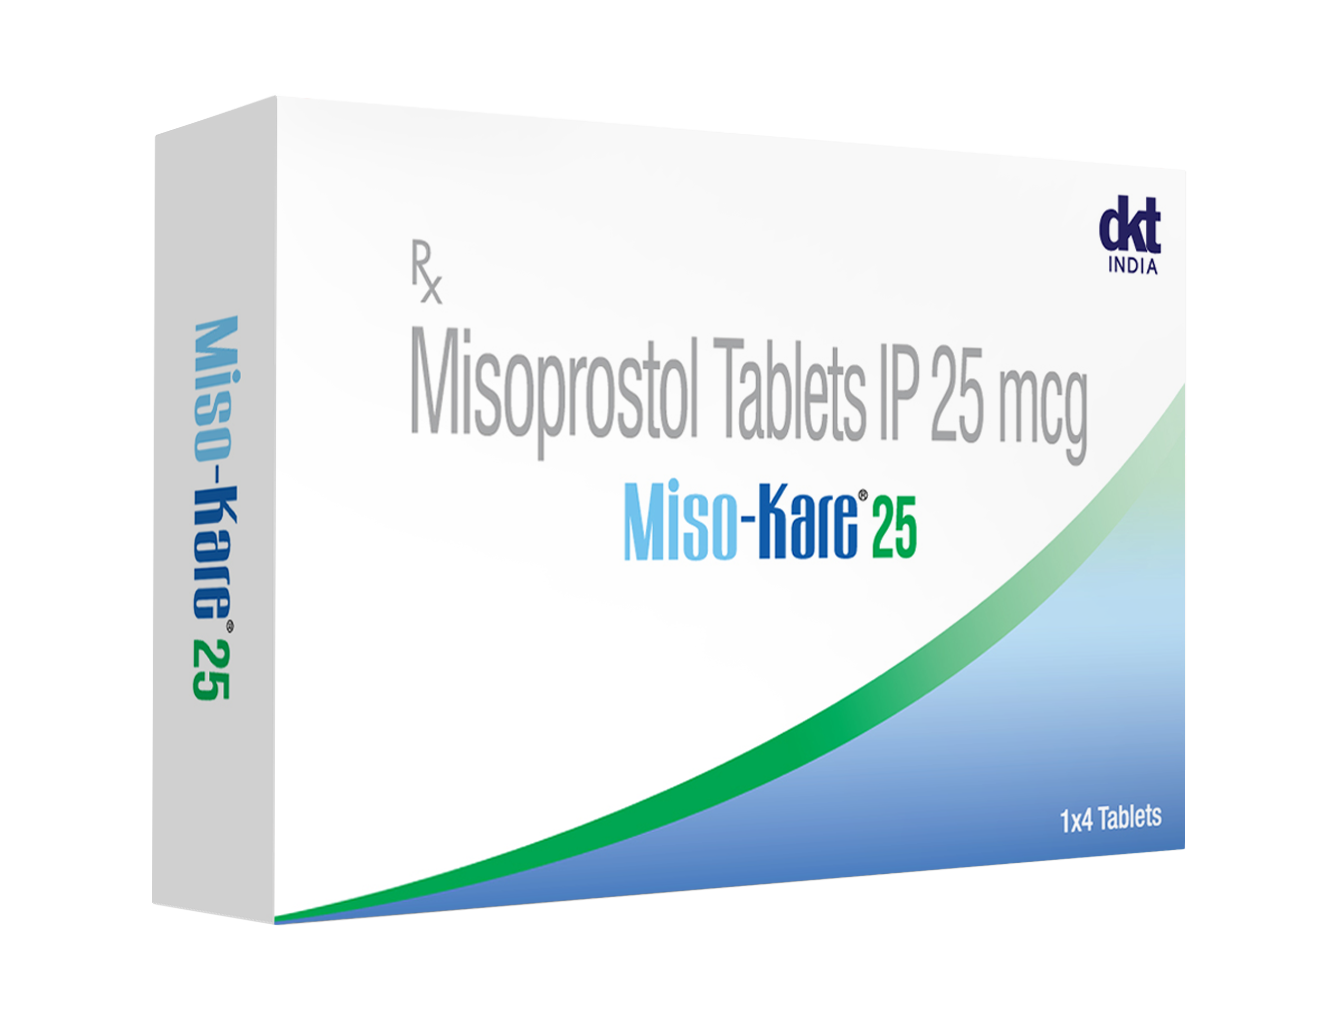 Miso-Kare® 25
Rx
Misoprostol Tablets IP 25 mcg
Miso-Kare® 25
dkt
INDIA
1x4 Tablets